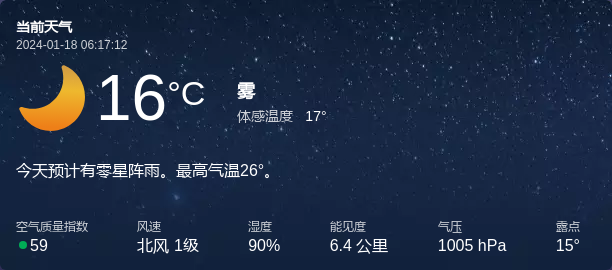 当前天气
2024-01-18 06:17:12
16°C
雾
体感温度 17°
今天预计有零星阵雨。最高气温26°。
空气质量指数 风速 湿度 能见度 气压 露点
59 北风 1级 90% 6.4 公里 1005 hPa 15°